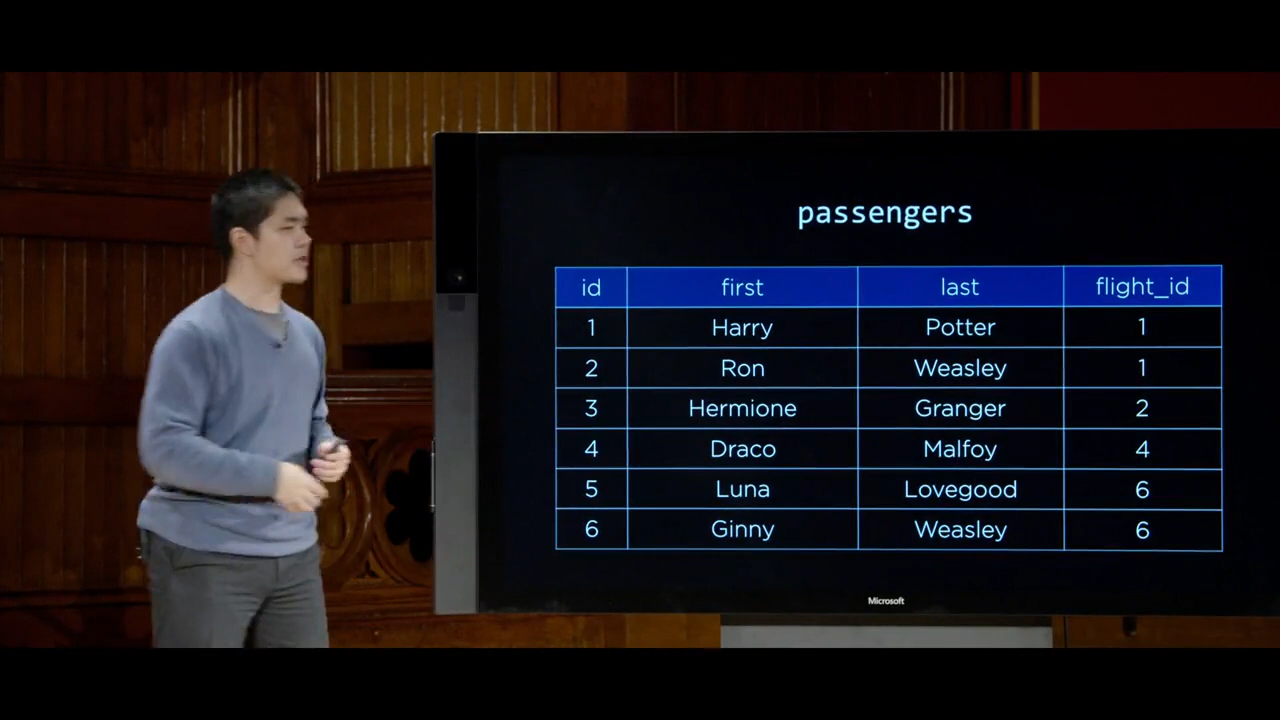 passengers
id first last flight_id
1 Harry Potter 1
2 Ron Weasley 1
3 Hermione Granger 2
4 Draco Malfoy 4
5 Luna Lovegood 6
6 Ginny Weasley 6
Microsoft